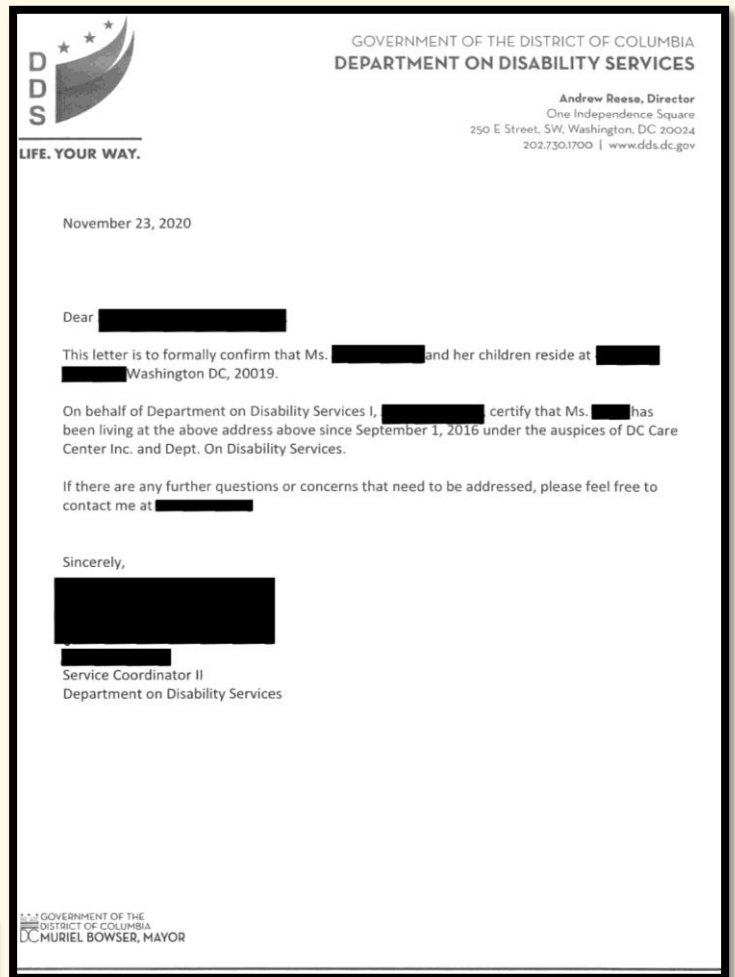 DDS
LIFE. YOUR WAY.
GOVERNMENT OF THE DISTRICT OF COLUMBIA
DEPARTMENT ON DISABILITY SERVICES
Andrew Reese, Director
One Independence Square
250 E Street, SW, Washington, DC 20024
202.730.1700 | www.dds.dc.gov
November 23, 2020
Dear
This letter is to formally confirm that Ms. and her children reside at
Washington DC, 20019.
On behalf of Department on Disability Services I, , certify that Ms. has
been living at the above address above since September 1, 2016 under the auspices of DC Care
Center Inc. and Dept. On Disability Services.
If there are any further questions or concerns that need to be addressed, please feel free to
contact me at
Sincerely,
Service Coordinator II
Department on Disability Services
GOVERNMENT OF THE
DISTRICT OF COLUMBIA
DC MURIEL BOWSER, MAYOR